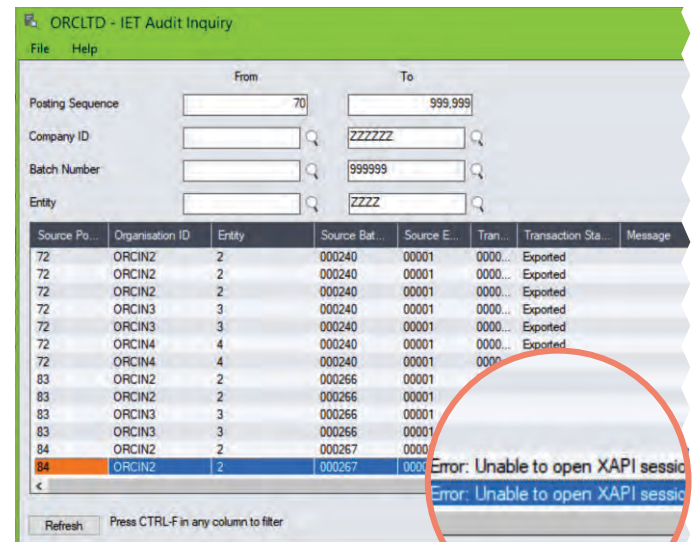 ORCLTD - IET Audit Inquiry
File Help
From To
Posting Sequence 70 999,999
Company ID ZZZZZZ
Batch Number 999999
Entity ZZZZ
Source Po... Organisation ID Entity Source Bat... Source E... Tran... Transaction Sta... Message
72 ORCIN2 2 000240 00001 0000... Exported
72 ORCIN2 2 000240 00001 0000... Exported
72 ORCIN2 2 000240 00001 0000... Exported
72 ORCIN3 3 000240 00001 0000... Exported
72 ORCIN3 3 000240 00001 0000... Exported
72 ORCIN4 4 000240 00001 0000... Exported
72 ORCIN4 4 000240 00001
83 ORCIN2 2 000266 00001
83 ORCIN2 2 000266 00001
83 ORCIN3 3 000266 00001
83 ORCIN3 3 000266 00001
84 ORCIN2 2 000267 00001
84 ORCIN2 2 000267
Error: Unable to open XAPI
Error: Unable to open XAPI
Refresh Press CTRL-F in any column to filter